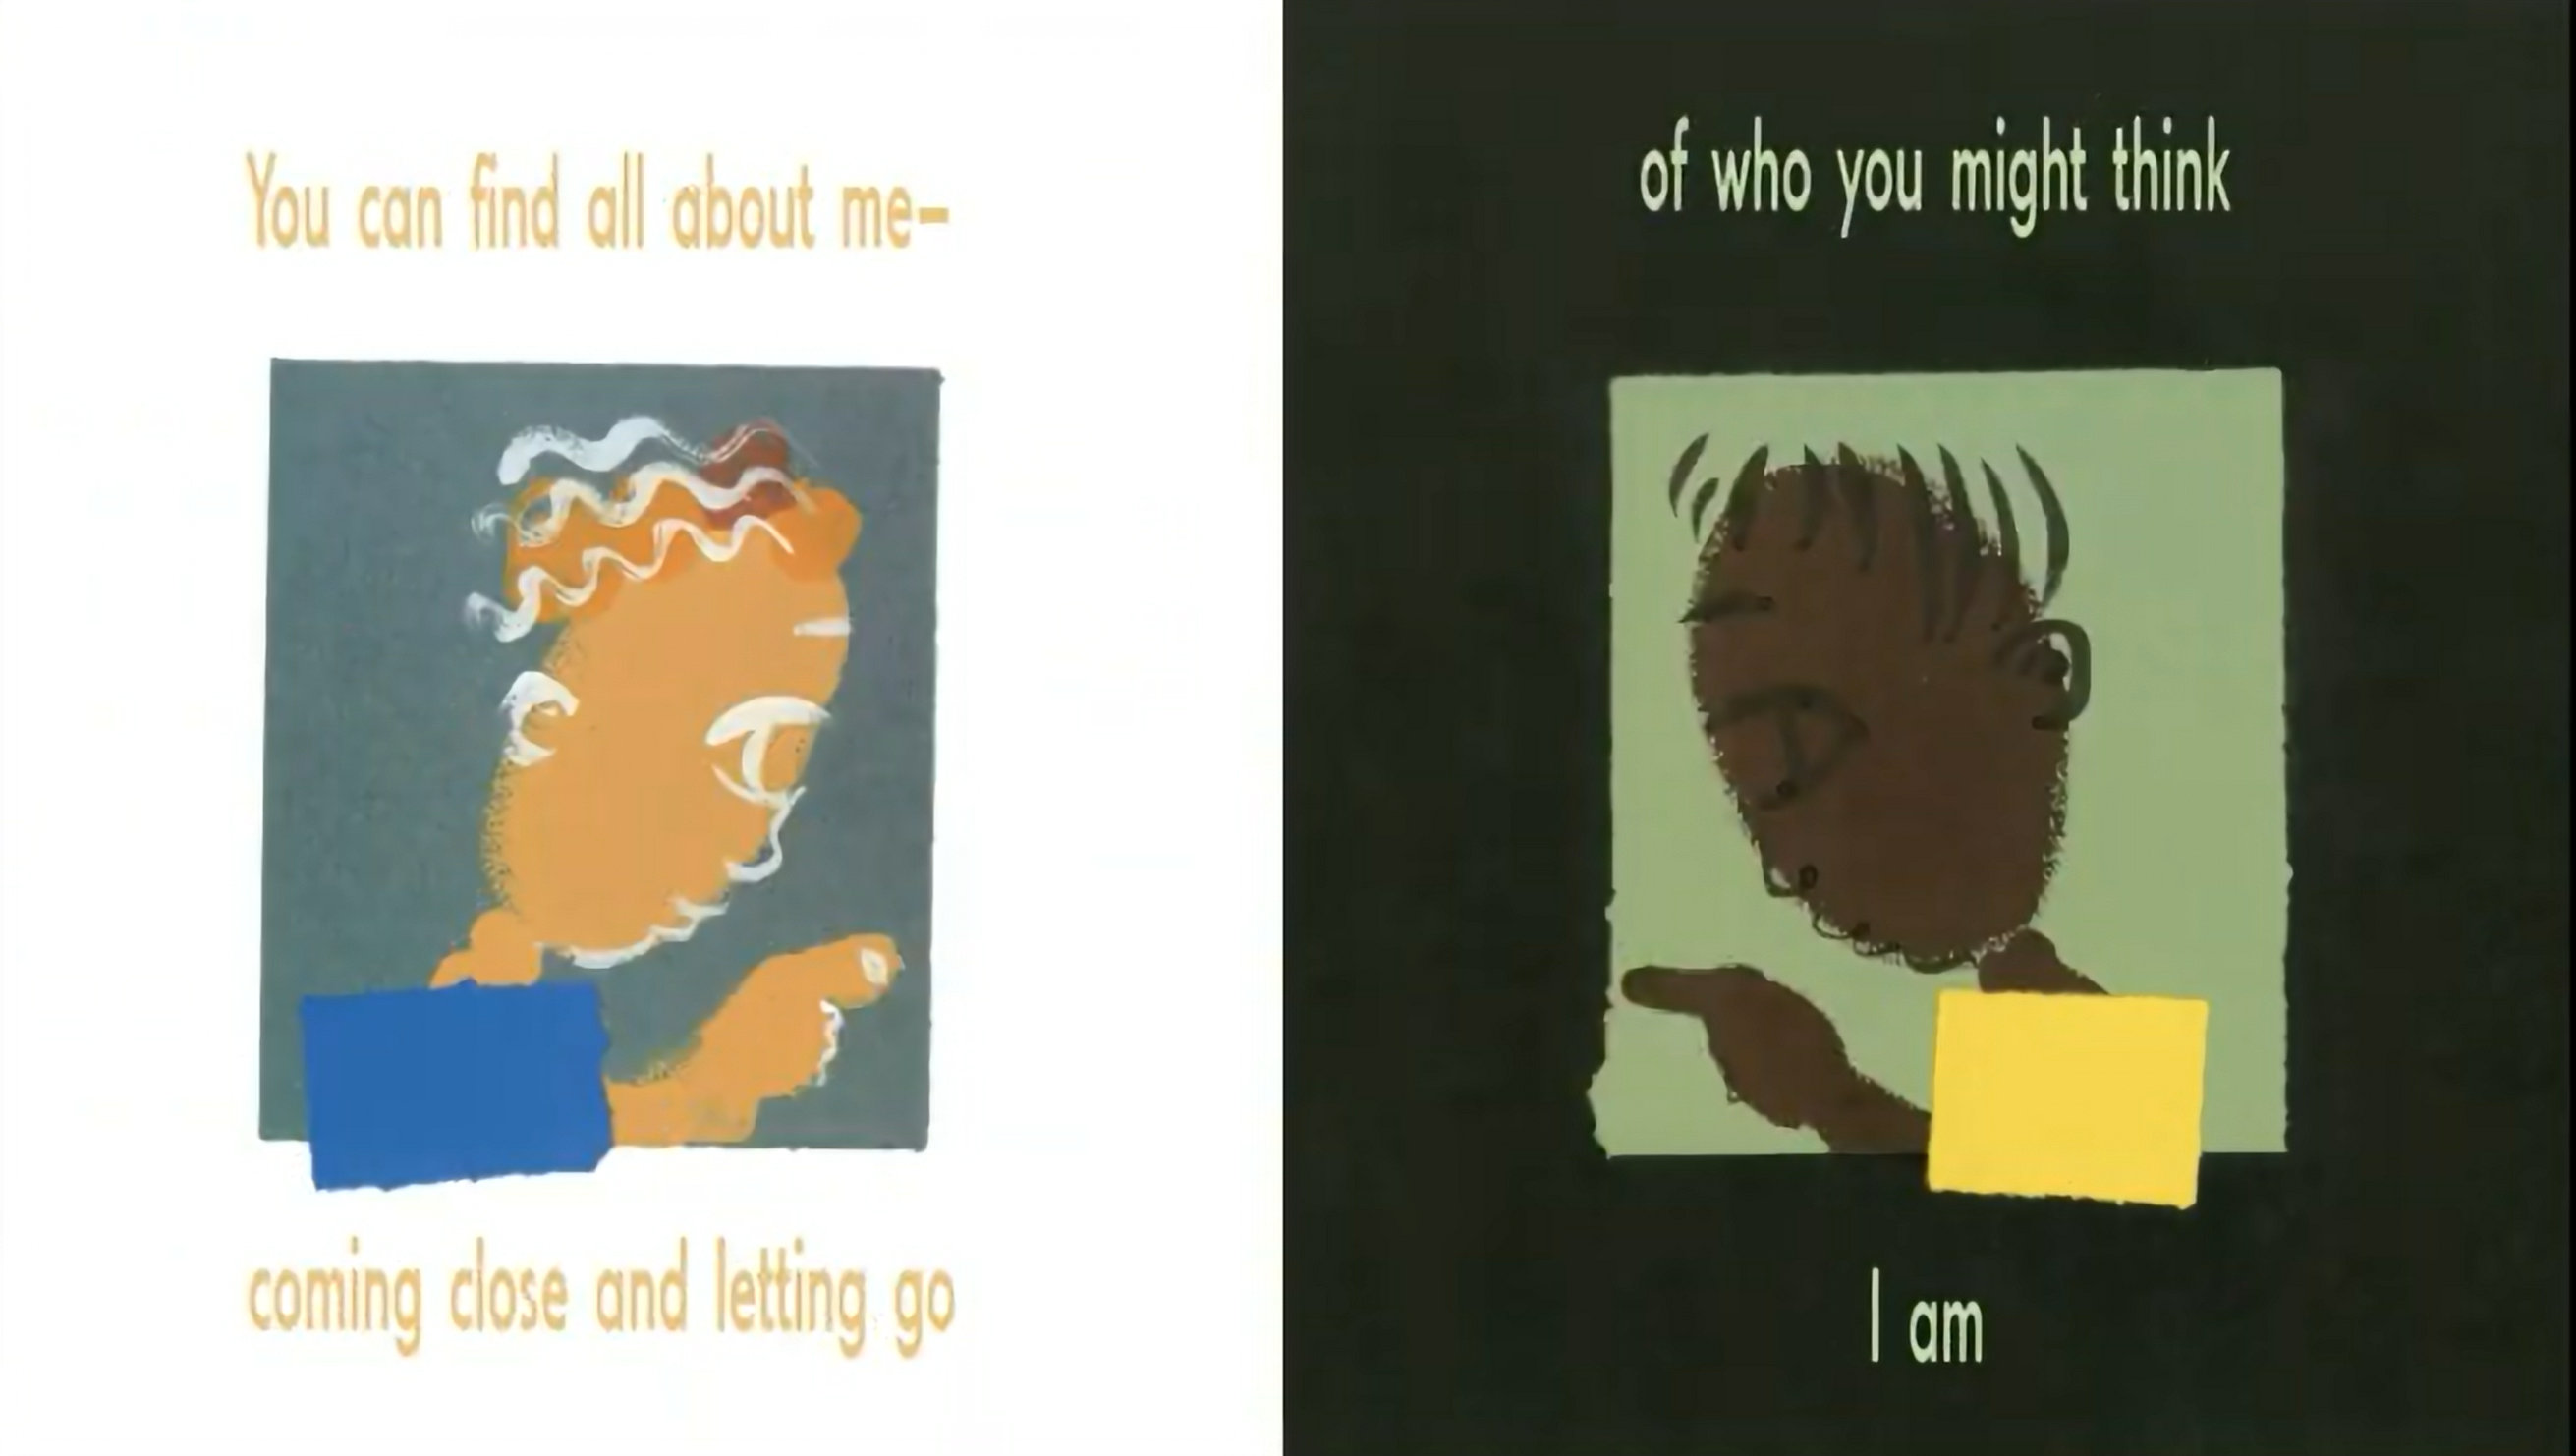 You can find all about me–
coming close and letting go
of who you might think
I am